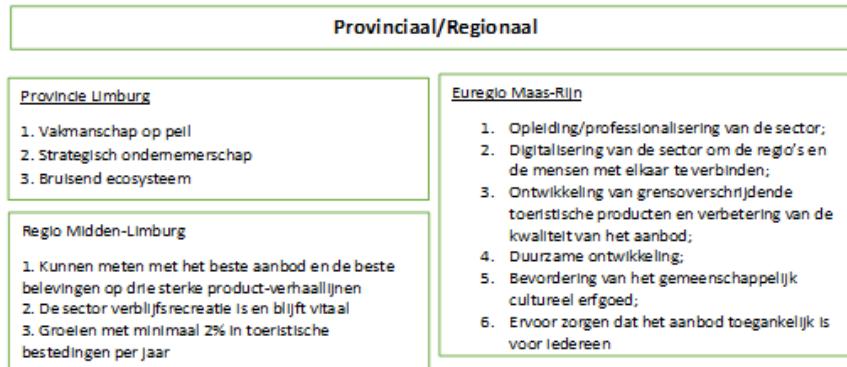 Provinciaal/Regionaal
Provincie Limburg
1. Vakmanschap op peil
2. Strategisch ondernemerschap
3. Bruisend ecosysteem
Regio Midden-Limburg
1. Kunnen meten met het beste aanbod en de beste
belevingen op drie sterke product-verhaallijnen
2. De sector verblijfsrecreatie is en blijft vitaal
3. Groeien met minimaal 2% in toeristische
bestedingen per jaar
Euregio Maas-Rijn
1. Opleiding/professionalisering van de sector;
2. Digitalisering van de sector om de regio's en
de mensen met elkaar te verbinden;
3. Ontwikkeling van grensoverschrijdende
toeristische producten en verbetering van de
kwaliteit van het aanbod;
4. Duurzame ontwikkeling;
5. Bevordering van het gemeenschappelijk
cultureel erfgoed;
6. Ervoor zorgen dat het aanbod toegankelijk is
voor iedereen